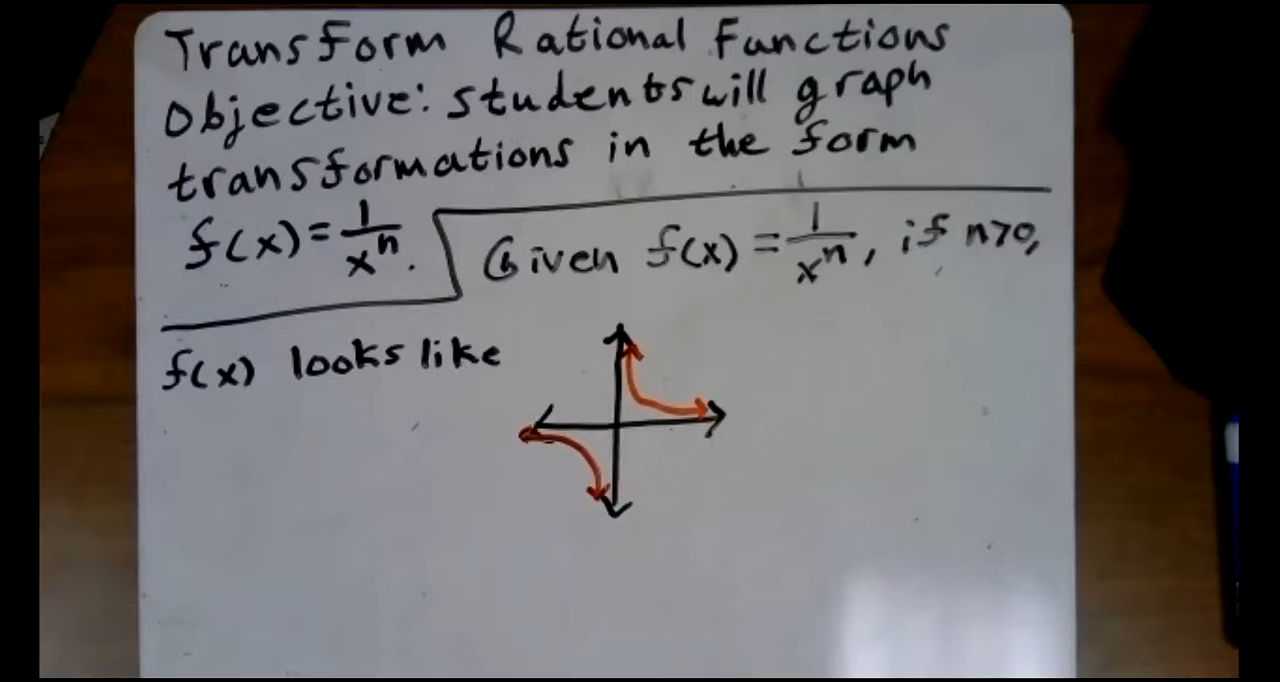 Transform Rational Functions
Objective: students will graph
transformations in the form
f(x) = 1/xⁿ.
Given f(x) = 1/xⁿ, if n>0,
f(x) looks like